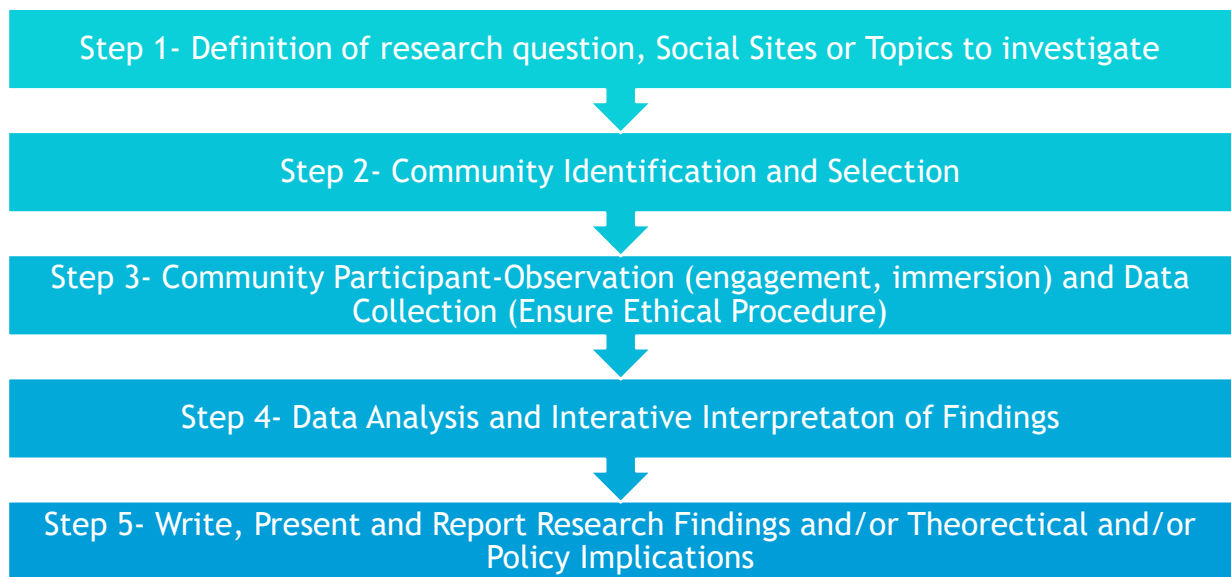 Step 1- Definition of research question, Social Sites or Topics to investigate
Step 2- Community Identification and Selection
Step 3- Community Participant-Observation (engagement, immersion) and Data
Collection (Ensure Ethical Procedure)
Step 4- Data Analysis and Interative Interpretaton of Findings
Step 5- Write, Present and Report Research Findings and/or Theorectical and/or
Policy Implications